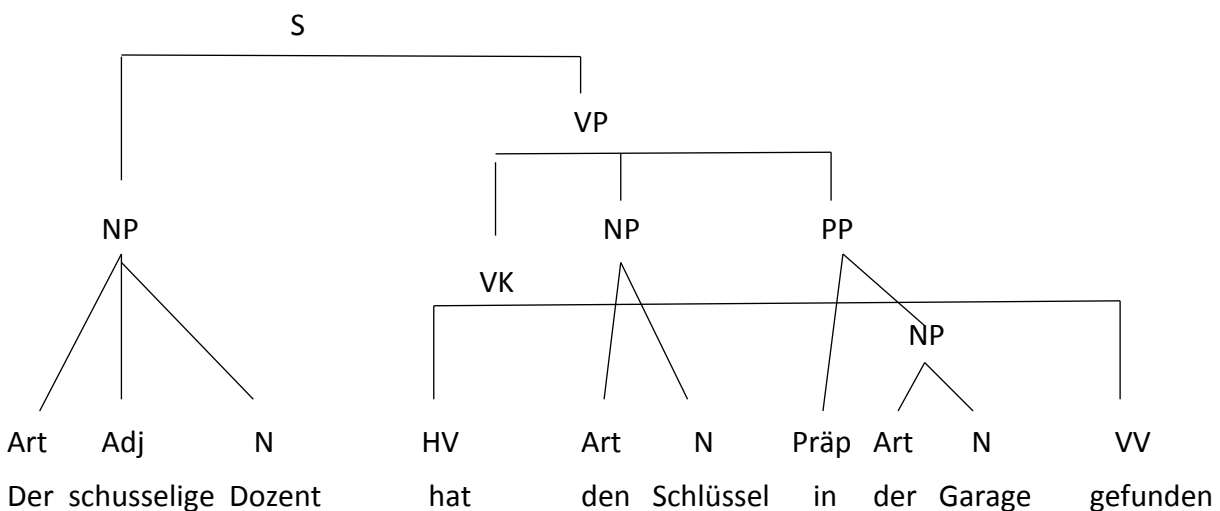 S
VP
NP NP PP
VK
NP
Art Adj N HV Art N Präp Art N VV
Der schusselige Dozent hat den Schlüssel in der Garage gefunden